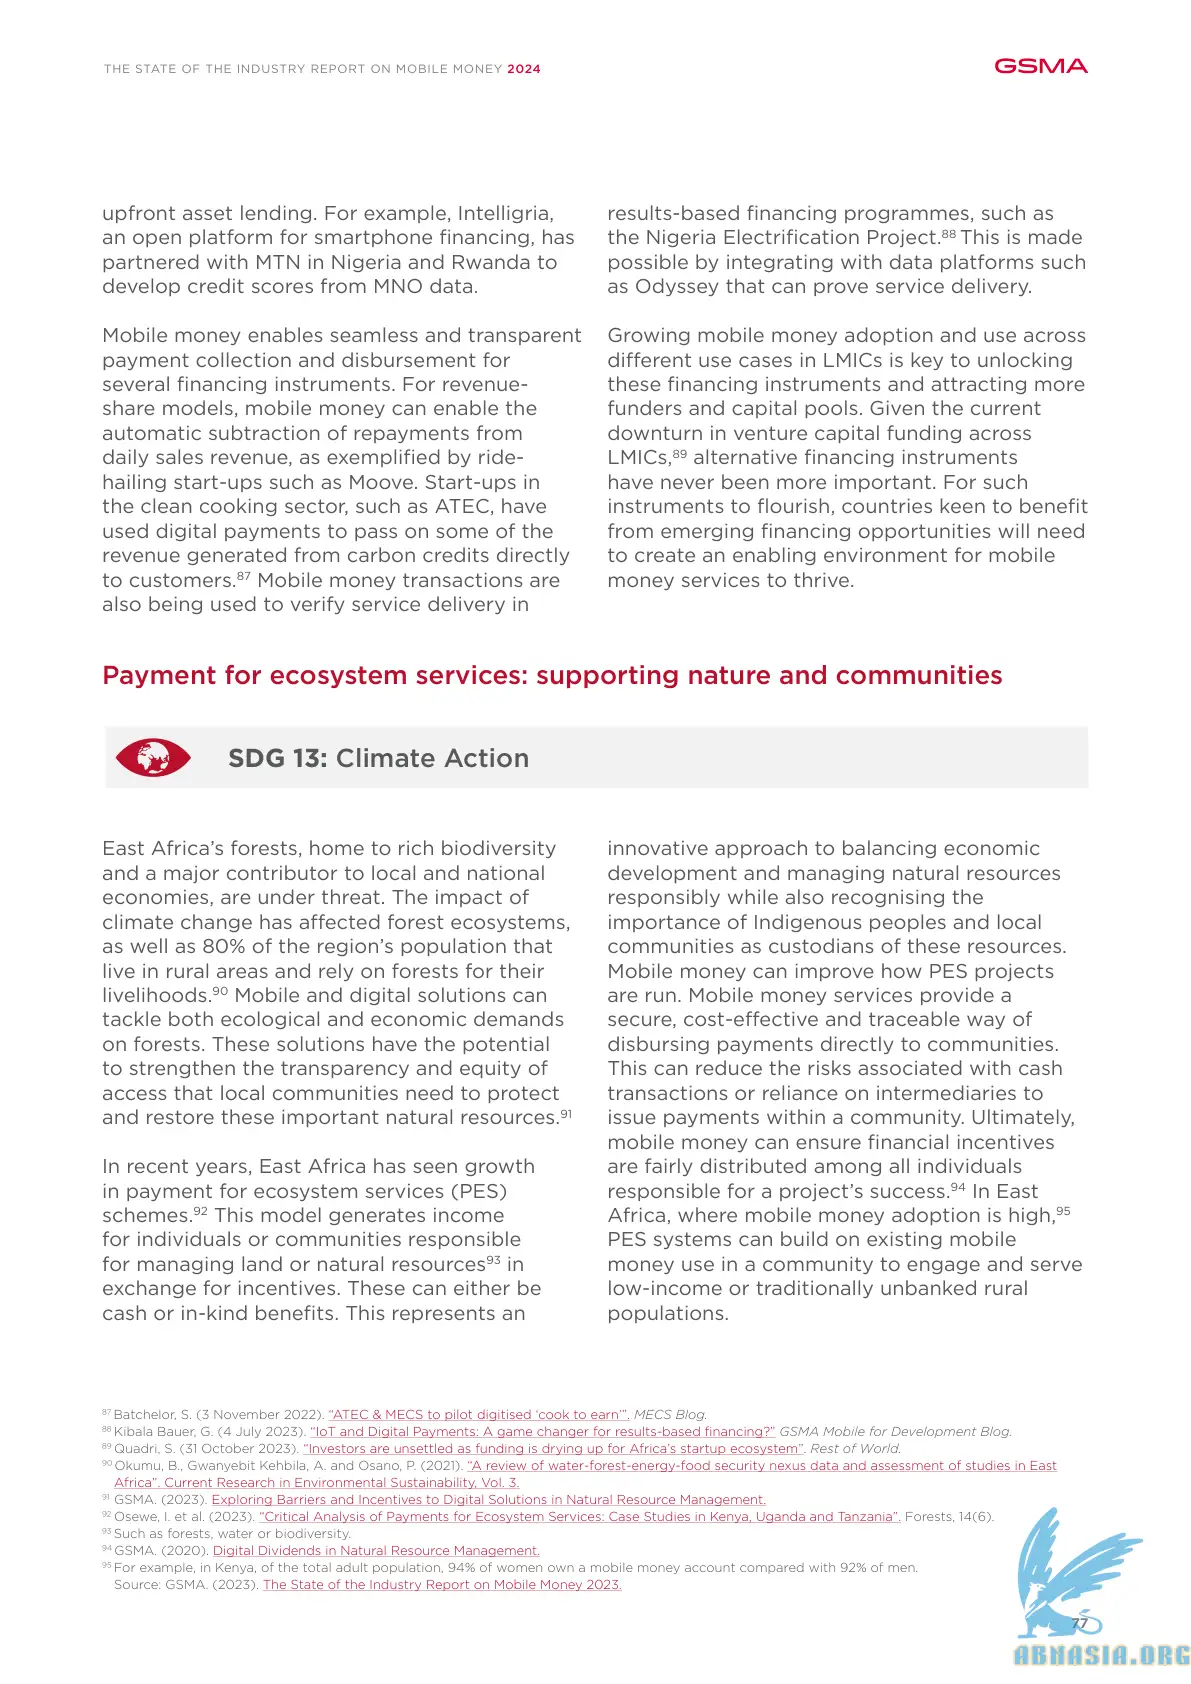 THE STATE OF THE INDUSTRY REPORT ON MOBILE MONEY 2024
GSMA
upfront asset lending. For example, Intelligria,
an open platform for smartphone financing, has
partnered with MTN in Nigeria and Rwanda to
develop credit scores from MNO data.
Mobile money enables seamless and transparent
payment collection and disbursement for
several financing instruments. For revenue-
share models, mobile money can enable the
automatic subtraction of repayments from
daily sales revenue, as exemplified by ride-
hailing start-ups such as Moove. Start-ups in
the clean cooking sector, such as ATEC, have
used digital payments to pass on some of the
revenue generated from carbon credits directly
to customers.87 Mobile money transactions are
also being used to verify service delivery in
results-based financing programmes, such as
the Nigeria Electrification Project.88 This is made
possible by integrating with data platforms such
as Odyssey that can prove service delivery.
Growing mobile money adoption and use across
different use cases in LMICs is key to unlocking
these financing instruments and attracting more
funders and capital pools. Given the current
downturn in venture capital funding across
LMICs,89 alternative financing instruments
have never been more important. For such
instruments to flourish, countries keen to benefit
from emerging financing opportunities will need
to create an enabling environment for mobile
money services to thrive.
Payment for ecosystem services: supporting nature and communities
SDG 13: Climate Action
East Africa’s forests, home to rich biodiversity
and a major contributor to local and national
economies, are under threat. The impact of
climate change has affected forest ecosystems,
as well as 80% of the region’s population that
live in rural areas and rely on forests for their
livelihoods.90 Mobile and digital solutions can
tackle both ecological and economic demands
on forests. These solutions have the potential
to strengthen the transparency and equity of
access that local communities need to protect
and restore these important natural resources.91
In recent years, East Africa has seen growth
in payment for ecosystem services (PES)
schemes.92 This model generates income
for individuals or communities responsible
for managing land or natural resources93 in
exchange for incentives. These can either be
cash or in-kind benefits. This represents an
innovative approach to balancing economic
development and managing natural resources
responsibly while also recognising the
importance of Indigenous peoples and local
communities as custodians of these resources.
Mobile money can improve how PES projects
are run. Mobile money services provide a
secure, cost-effective and traceable way of
disbursing payments directly to communities.
This can reduce the risks associated with cash
transactions or reliance on intermediaries to
issue payments within a community. Ultimately,
mobile money can ensure financial incentives
are fairly distributed among all individuals
responsible for a project’s success.94 In East
Africa, where mobile money adoption is high,95
PES systems can build on existing mobile
money use in a community to engage and serve
low-income or traditionally unbanked rural
populations.
87 Batchelor, S. (3 November 2022). “ATEC & MECS to pilot digitised ‘cook to earn’”. MECS Blog.
88 Kibala Bauer, G. (4 July 2023). “IoT and Digital Payments: A game changer for results-based financing?” GSMA Mobile for Development Blog.
89 Quadri, S. (31 October 2023). “Investors are unsettled as funding is drying up for Africa’s startup ecosystem”. Rest of World.
90 Okumu, B., Gwanyebit Kehbila, A. and Osano, P. (2021). “A review of water-forest-energy-food security nexus data and assessment of studies in East
Africa”. Current Research in Environmental Sustainability, Vol. 3.
91 GSMA. (2023). Exploring Barriers and Incentives to Digital Solutions in Natural Resource Management.
92 Osewe, I. et al. (2023). “Critical Analysis of Payments for Ecosystem Services: Case Studies in Kenya, Uganda and Tanzania”. Forests, 14(6).
93 Such as forests, water or biodiversity.
94 GSMA. (2020). Digital Dividends in Natural Resource Management.
95 For example, in Kenya, of the total adult population, 94% of women own a mobile money account compared with 92% of men.
Source: GSMA. (2023). The State of the Industry Report on Mobile Money 2023.
77
ABNASIA.ORG